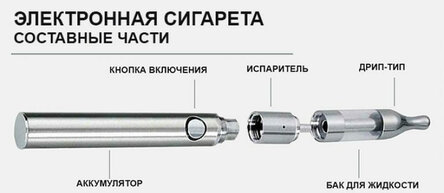 ЭЛЕКТРОННАЯ СИГАРЕТА
СОСТАВНЫЕ ЧАСТИ
КНОПКА ВКЛЮЧЕНИЯ
ИСПАРИТЕЛЬ
ДРИП-ТИП
АККУМУЛЯТОР
БАК ДЛЯ ЖИДКОСТИ